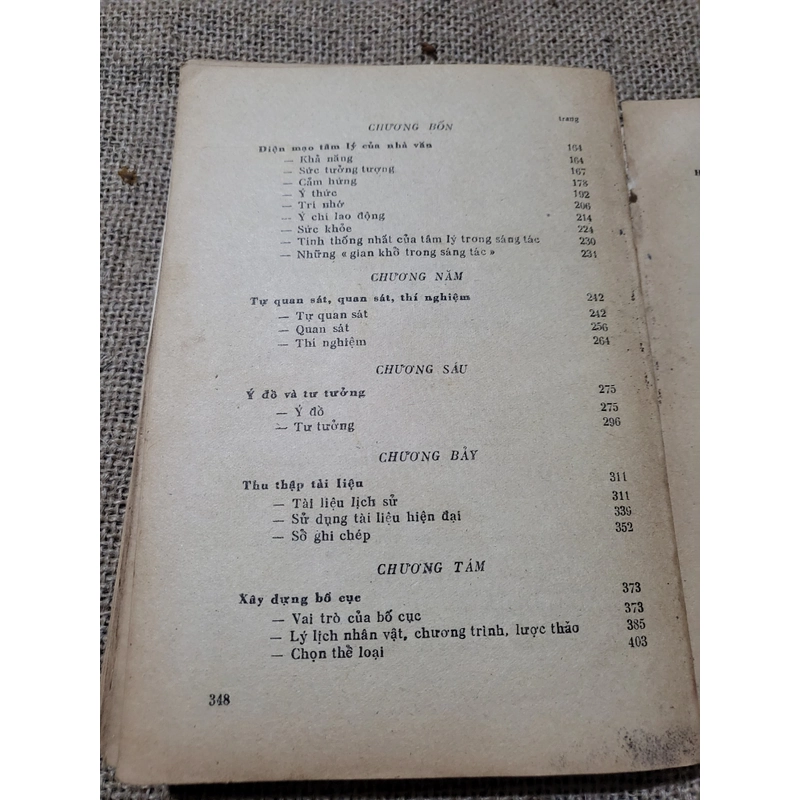 trang
CHƯƠNG BỐN
Diện mạo tâm lý của nhà văn 164
— Khả năng 164
— Sức tưởng tượng 167
— Cảm hứng 178
— Ý thức 192
— Trí nhớ 206
— Ý chí lao động 214
— Sức khỏe 224
— Tính thống nhất của tâm lý trong sáng tác 230
— Những « gian khổ trong sáng tác » 231
CHƯƠNG NĂM
Tự quan sát, quan sát, thí nghiệm 242
— Tự quan sát 242
— Quan sát 256
— Thí nghiệm 264
CHƯƠNG SÁU
Ý đồ và tư tưởng 275
— Ý đồ 275
— Tư tưởng 296
CHƯƠNG BẢY
Thu thập tài liệu 311
— Tài liệu lịch sử 311
— Sử dụng tài liệu hiện đại 339
— Sổ ghi chép 352
CHƯƠNG TÁM
Xây dựng bố cục 373
— Vai trò của bố cục 373
— Lý lịch nhân vật, chương trình, lược thảo 385
— Chọn thể loại 403
348